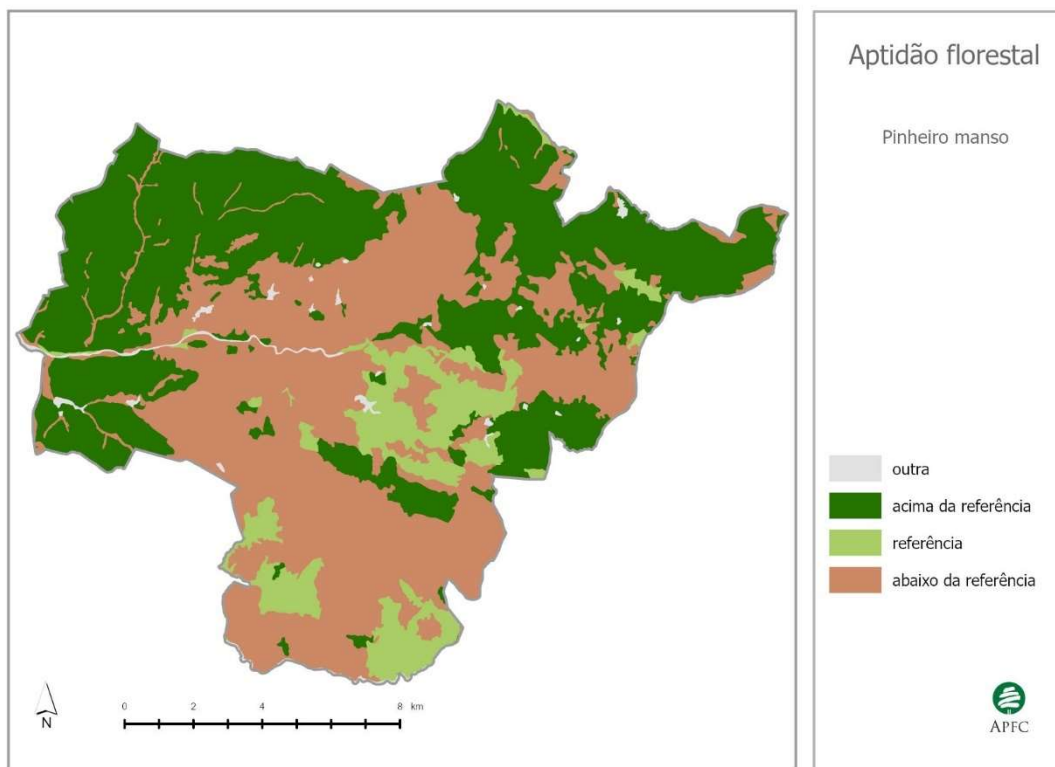 Aptidão florestal
Pinheiro manso
outra
acima da referência
referência
abaixo da referência
N
0 2 4 8 km
APFC